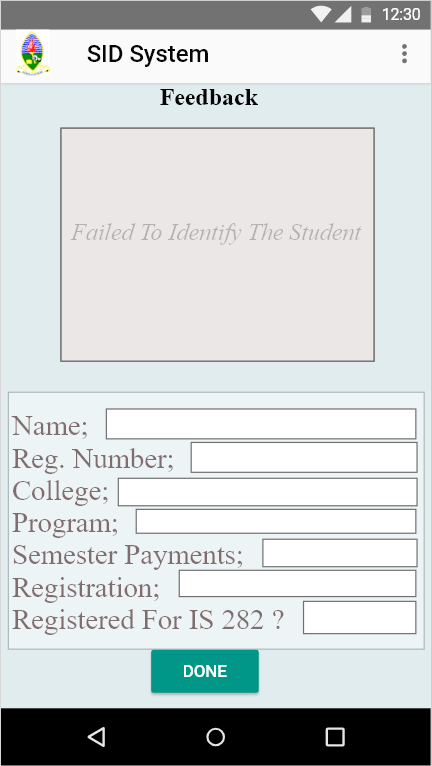 12:30
SID System
Feedback
Failed To Identify The Student
Name;
Reg. Number;
College;
Program;
Semester Payments;
Registration;
Registered For IS 282 ?
DONE